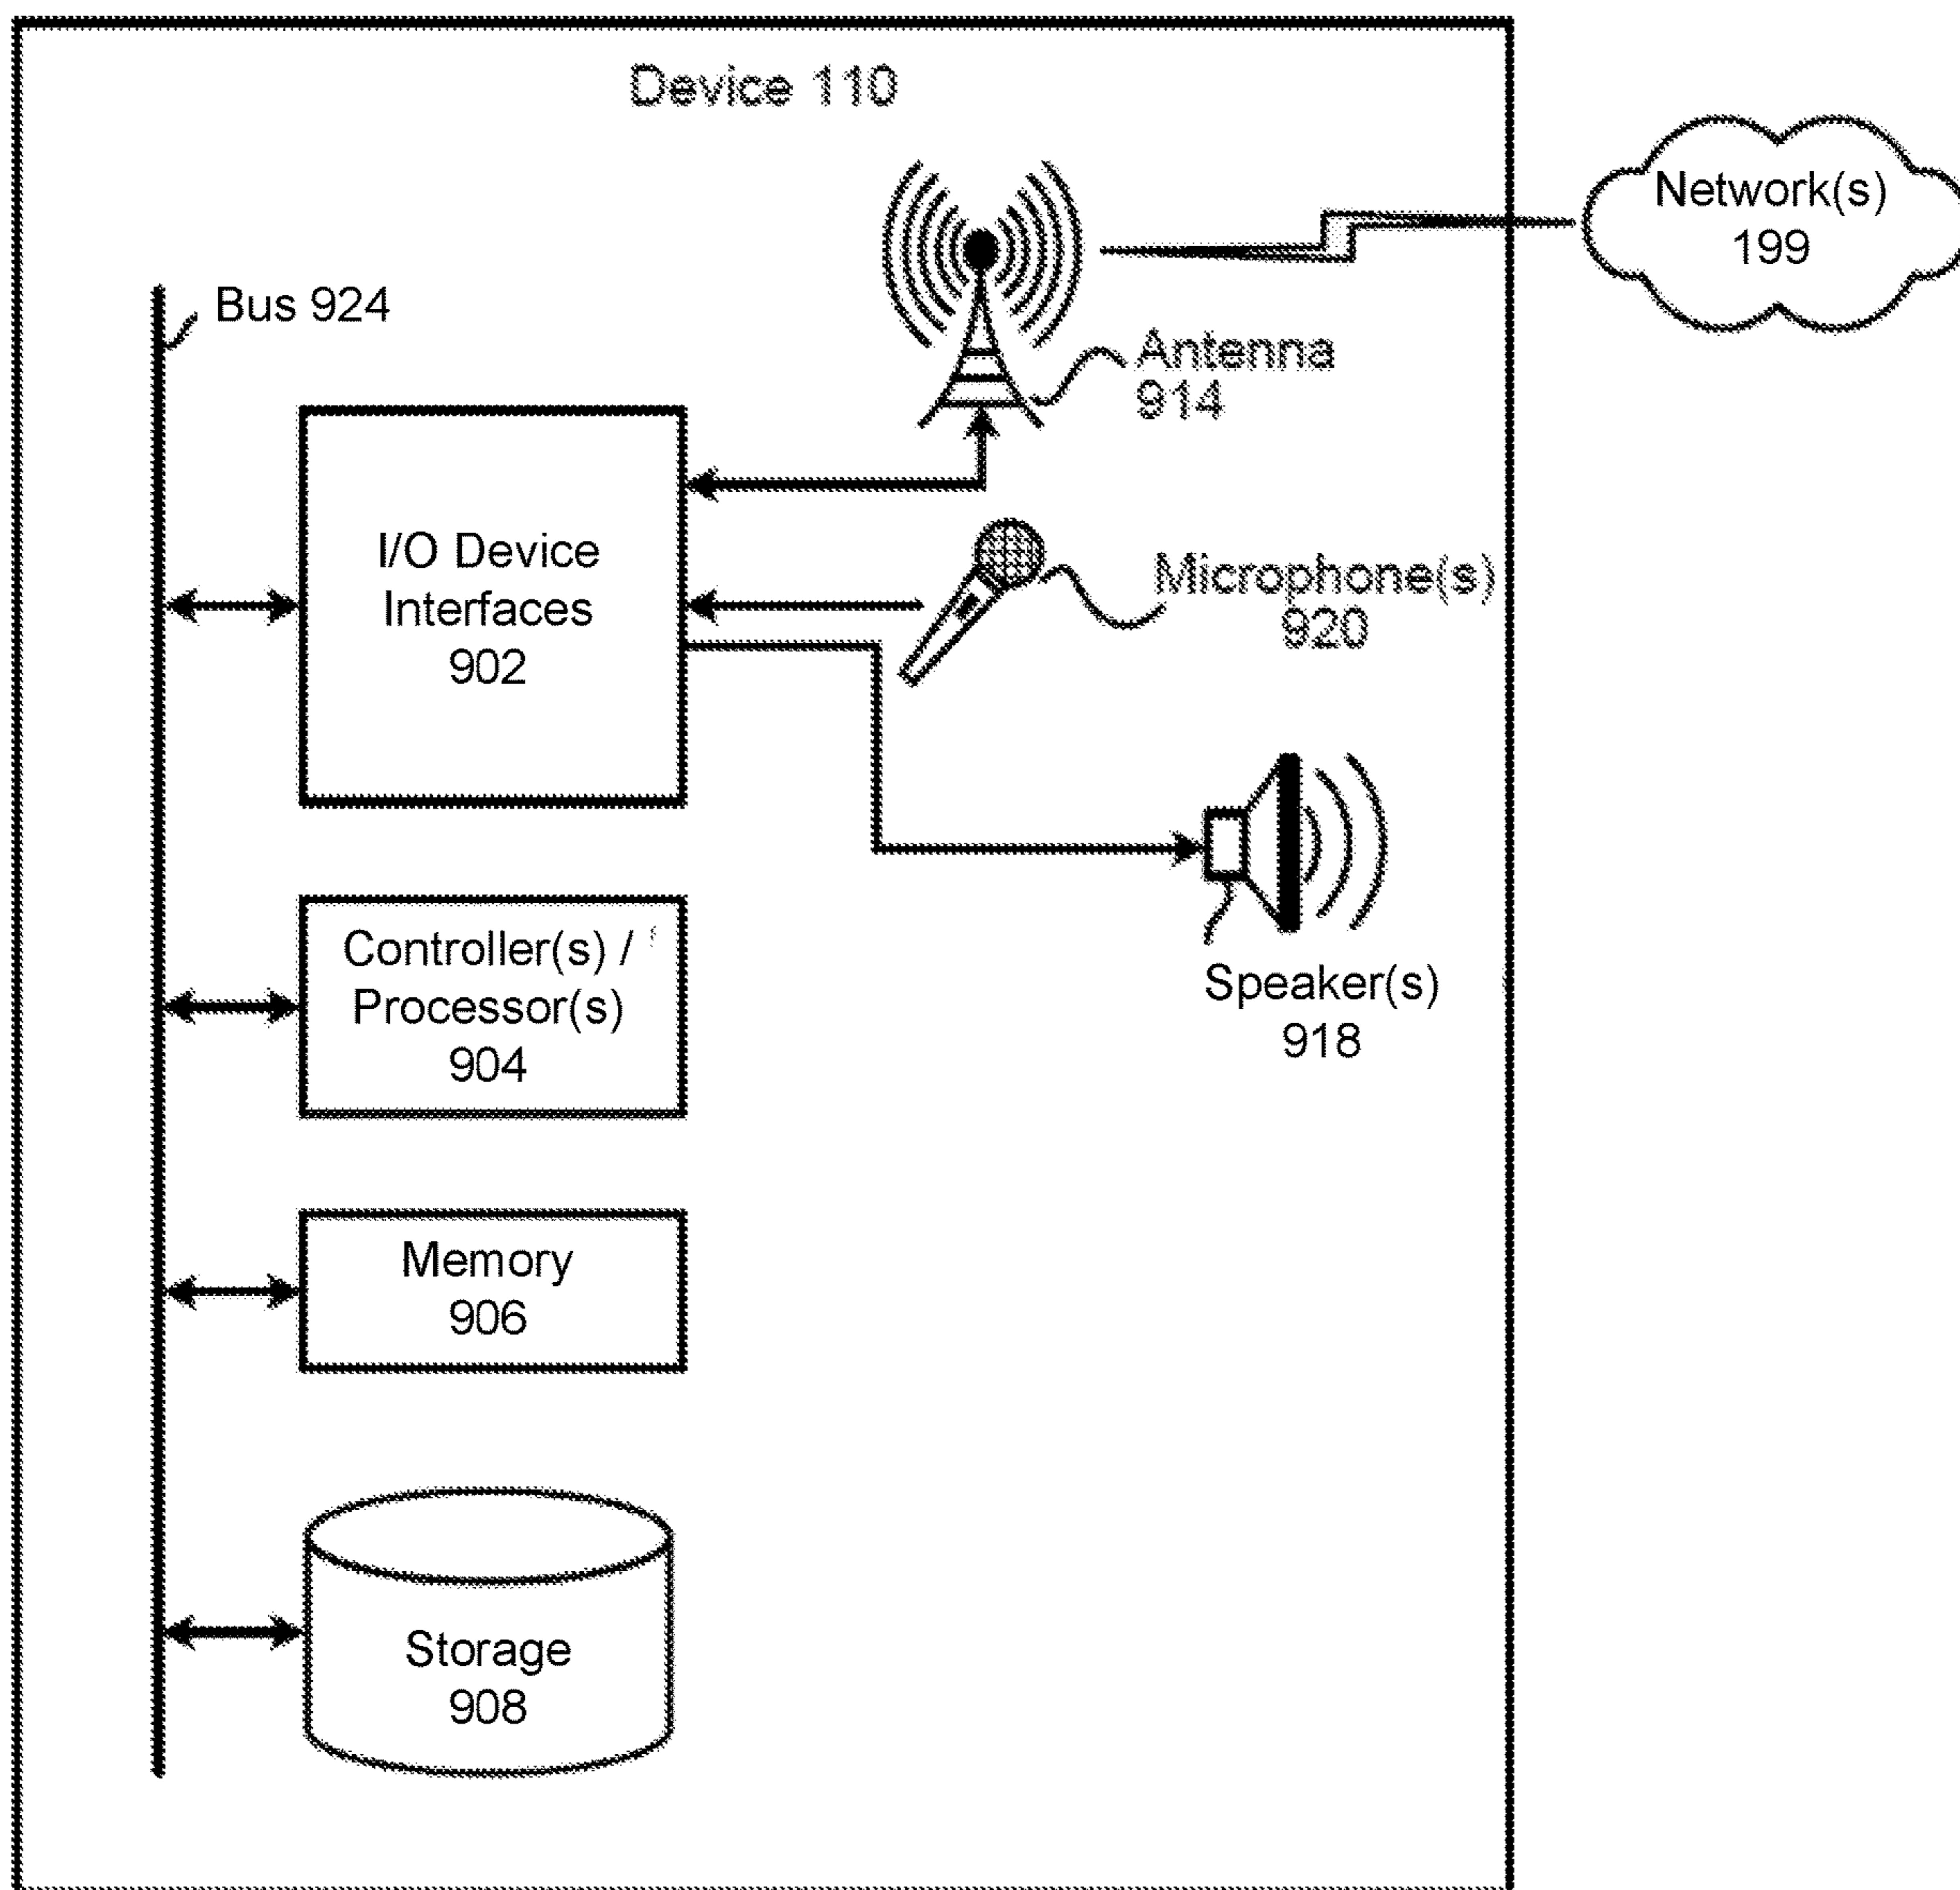 Device 110
Network(s)
199
Bus 924
Antenna
914
I/O Device
Interfaces
902
Microphone(s)
920
Controller(s) /
Processor(s)
904
Speaker(s)
918
Memory
906
Storage
908